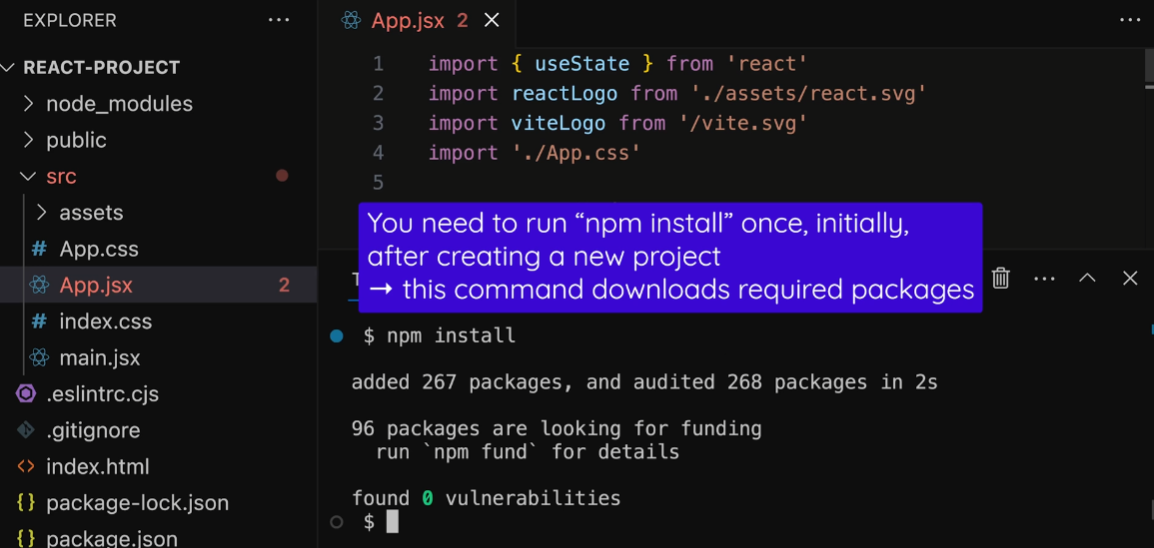 EXPLORER
REACT-PROJECT
node_modules
public
src
assets
# App.css
App.jsx 2
# index.css
main.jsx
.eslintrc.cjs
.gitignore
<> index.html
{} package-lock.json
{} package.json
App.jsx 2
1 import { useState } from 'react'
2 import reactLogo from './assets/react.svg'
3 import viteLogo from '/vite.svg'
4 import './App.css'
5
You need to run “npm install” once, initially,
after creating a new project
→ this command downloads required packages
$ npm install
added 267 packages, and audited 268 packages in 2s
96 packages are looking for funding
run `npm fund` for details
found 0 vulnerabilities
$